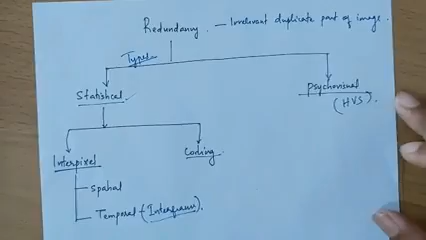 Redundancy. — Irrelevant duplicate part of image.
Types
Statistical
Psychovisual
(HVS).
Interpixel
Coding.
Spatial
Temporal (Interframe).